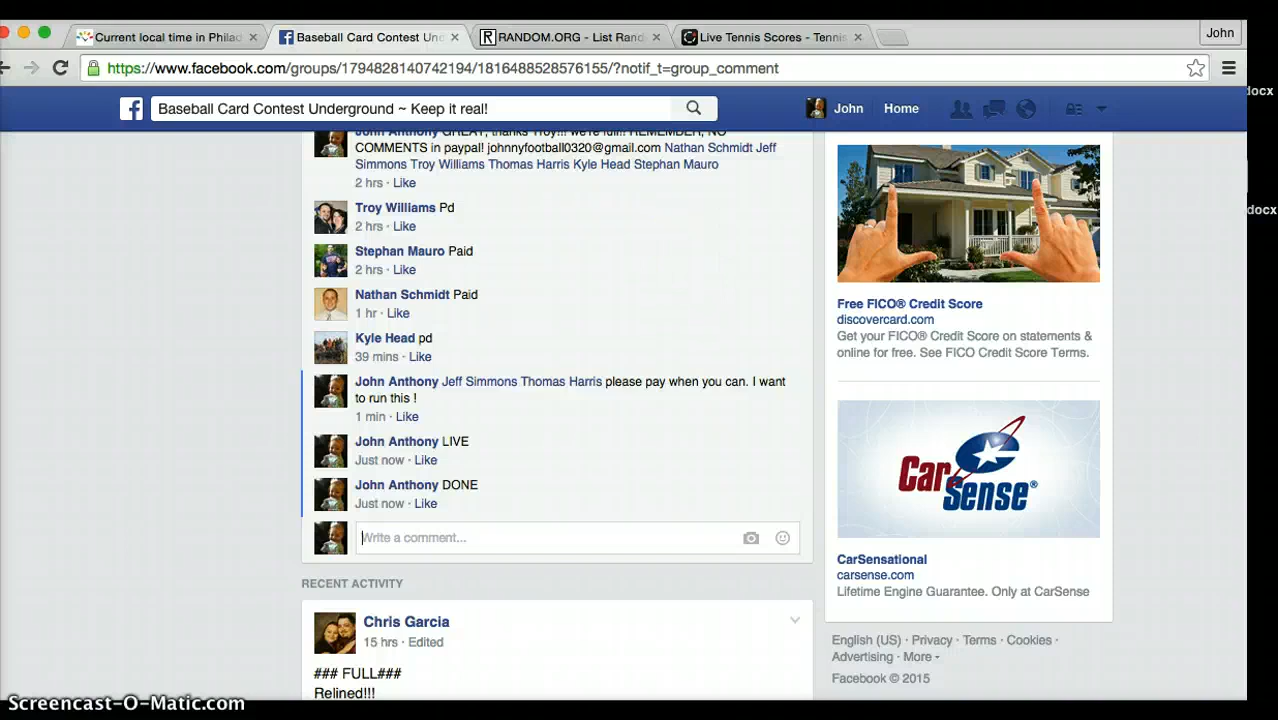 Current local time in Philad
Baseball Card Contest Un
RANDOM.ORG - List Rand
Live Tennis Scores - Tennis
John
https://www.facebook.com/groups/1794828140742194/1816488528576155/?notif_t=group_comment
docx
Baseball Card Contest Underground ~ Keep it real!
John
Home
John Anthony GREAT, thanks Troy!!! we're full!! REMEMBER, NO
COMMENTS in paypal! johnnyfootball0320@gmail.com Nathan Schmidt Jeff
Simmons Troy Williams Thomas Harris Kyle Head Stephan Mauro
2 hrs · Like
Troy Williams Pd
2 hrs · Like
docx
Stephan Mauro Paid
2 hrs · Like
Nathan Schmidt Paid
1 hr · Like
Kyle Head pd
39 mins · Like
John Anthony Jeff Simmons Thomas Harris please pay when you can. I want
to run this !
1 min · Like
John Anthony LIVE
Just now · Like
John Anthony DONE
Just now · Like
Write a comment...
RECENT ACTIVITY
Chris Garcia
15 hrs · Edited
### FULL###
Relined!!!
Free FICO® Credit Score
discovercard.com
Get your FICO® Credit Score on statements &
online for free. See FICO Credit Score Terms.
CarSense®
CarSensational
carsense.com
Lifetime Engine Guarantee. Only at CarSense
English (US) · Privacy · Terms · Cookies ·
Advertising · More
Facebook © 2015
Screencast-O-Matic.com